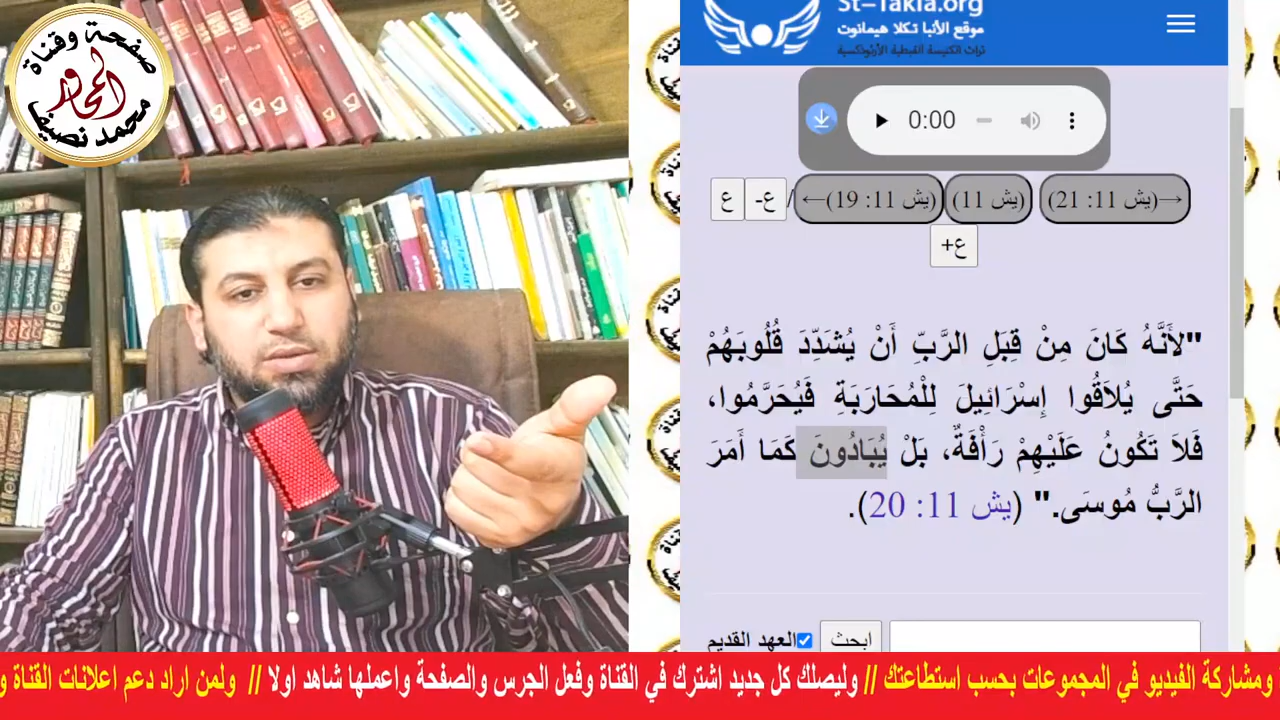 صفحة وقناة
المحاور
محمد نصيف
St-Takla.org
موقع الأنبا تكلا هيمانوت
تراث الكنيسة القبطية الأرثوذكسية
0:00
→(يش 11: 21) (يش 11) (يش 11: 19)← / ع- ع
ع+
"لأَنَّهُ كَانَ مِنْ قِبَلِ الرَّبِّ أَنْ يُشَدِّدَ قُلُوبَهُمْ
حَتَّى يُلاَقُوا إِسْرَائِيلَ لِلْمُحَارَبَةِ فَيُحَرَّمُوا،
فَلاَ تَكُونُ عَلَيْهِمْ رَأْفَةٌ، بَلْ يُبَادُونَ كَمَا أَمَرَ
الرَّبُّ مُوسَى." (يش 11: 20).
ابحث العهد القديم
ومشاركة الفيديو في المجموعات بحسب استطاعتك // وليصلك كل جديد اشترك في القناة وفعل الجرس والصفحة واعملها شاهد اولا // ولمن اراد دعم اعلانات القناة و